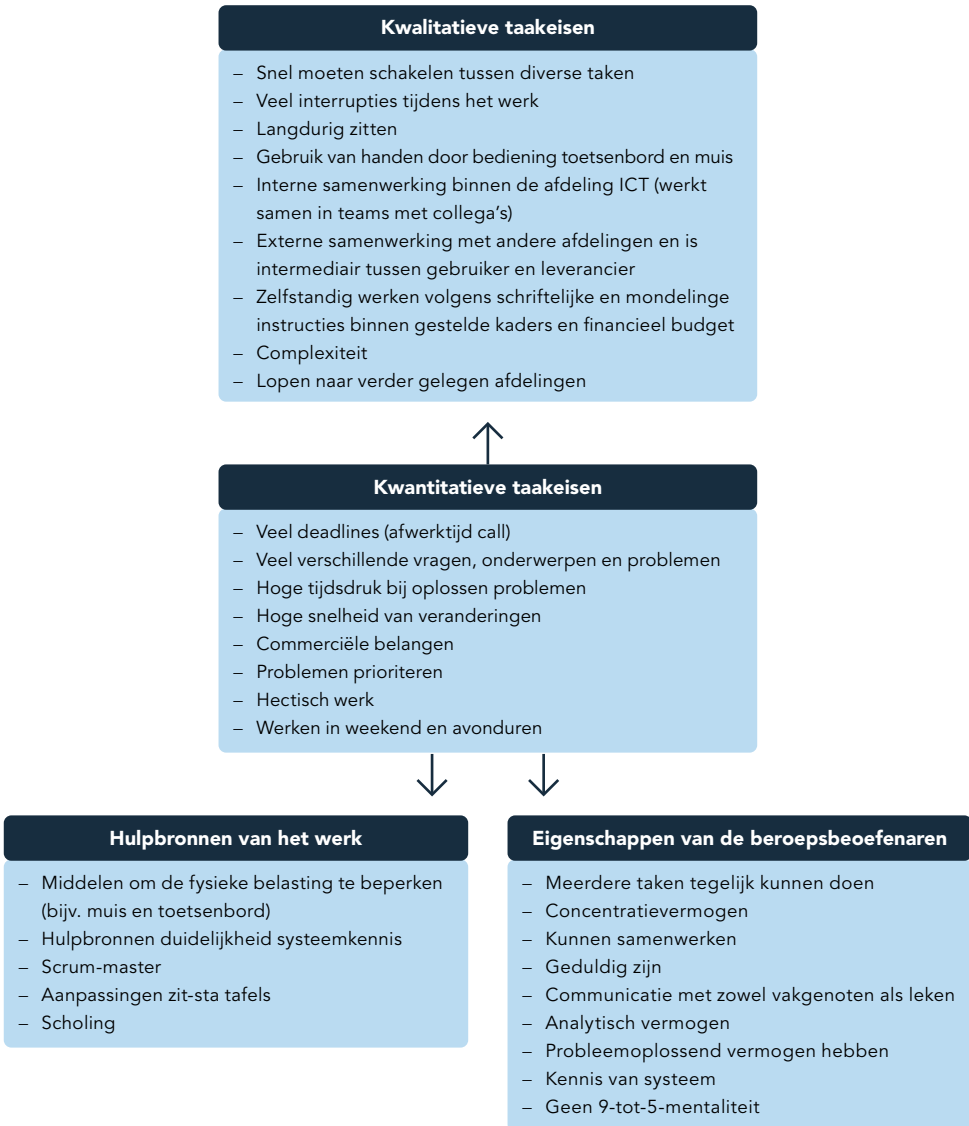 Kwalitatieve taakeisen
– Snel moeten schakelen tussen diverse taken
– Veel interrupties tijdens het werk
– Langdurig zitten
– Gebruik van handen door bediening toetsenbord en muis
– Interne samenwerking binnen de afdeling ICT (werkt
samen in teams met collega’s)
– Externe samenwerking met andere afdelingen en is
intermediair tussen gebruiker en leverancier
– Zelfstandig werken volgens schriftelijke en mondelinge
instructies binnen gestelde kaders en financieel budget
– Complexiteit
– Lopen naar verder gelegen afdelingen
Kwantitatieve taakeisen
– Veel deadlines (afwerktijd call)
– Veel verschillende vragen, onderwerpen en problemen
– Hoge tijdsdruk bij oplossen problemen
– Hoge snelheid van veranderingen
– Commerciële belangen
– Problemen prioriteren
– Hectisch werk
– Werken in weekend en avonduren
Hulpbronnen van het werk
– Middelen om de fysieke belasting te beperken
(bijv. muis en toetsenbord)
– Hulpbronnen duidelijkheid systeemkennis
– Scrum-master
– Aanpassingen zit-sta tafels
– Scholing
Eigenschappen van de beroepsbeoefenaren
– Meerdere taken tegelijk kunnen doen
– Concentratievermogen
– Kunnen samenwerken
– Geduldig zijn
– Communicatie met zowel vakgenoten als leken
– Analytisch vermogen
– Probleemoplossend vermogen hebben
– Kennis van systeem
– Geen 9-tot-5-mentaliteit